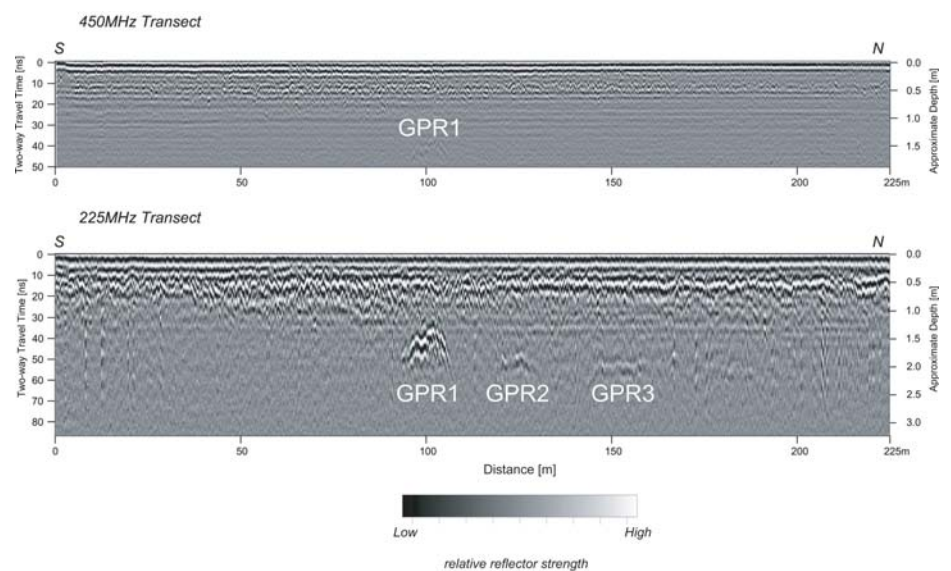 450MHz Transect
S N
Two-way Travel Time [ns]
0
10
20
30
40
50
GPR1
0.0
0.5
1.0
1.5
Approximate Depth [m]
0 50 100 150 200 225m
225MHz Transect
S N
Two-way Travel Time [ns]
0
10
20
30
40
50
60
70
80
GPR1 GPR2 GPR3
0.0
0.5
1.0
1.5
2.0
2.5
3.0
Approximate Depth [m]
0 50 100 150 200 225m
Distance [m]
Low High
relative reflector strength